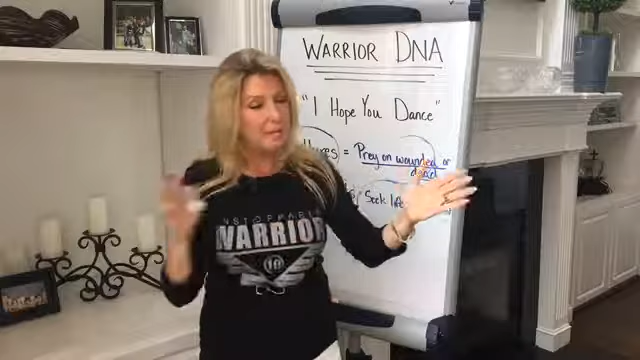 WARRIOR DNA
"I HOPE YOU DANCE"
= Prey on wounded or
dead
Seek life
UNSTOPPABLE
WARRIOR